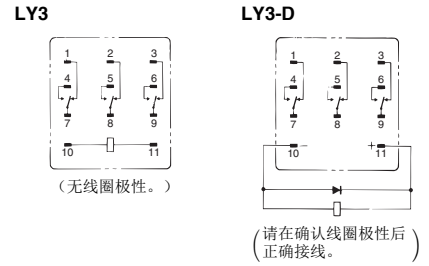 LY3
LY3-D
1 2 3
4 5 6
7 8 9
10 11
（无线圈极性。）
1 2 3
4 5 6
7 8 9
－ ＋
10 11
（请在确认线圈极性后
正确接线。）